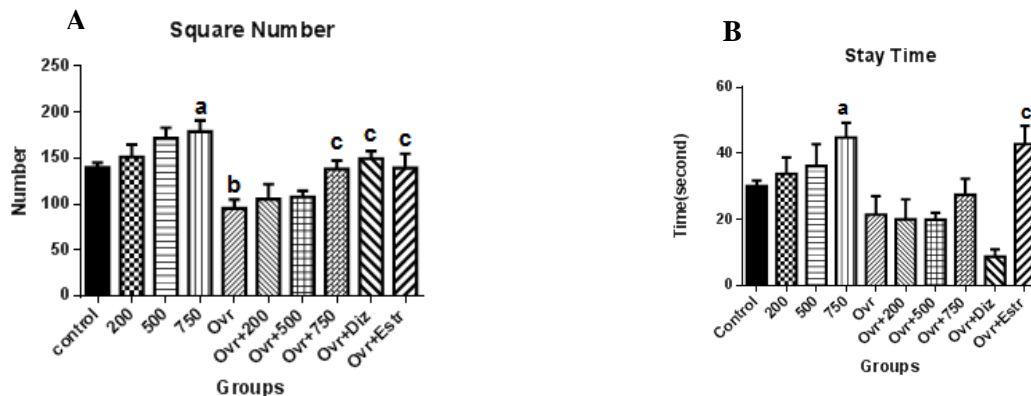 A
Square Number
250
200
150
100
50
0
Number
a
b
c
c
c
control
200
500
750
Ovr
Ovr+200
Ovr+500
Ovr+750
Ovr+Diz
Ovr+Estr
Groups
B
Stay Time
60
40
20
0
Time(second)
a
c
Control
200
500
750
Ovr
Ovr+200
Ovr+500
Ovr+750
Ovr+Diz
Ovr+Estr
Groups